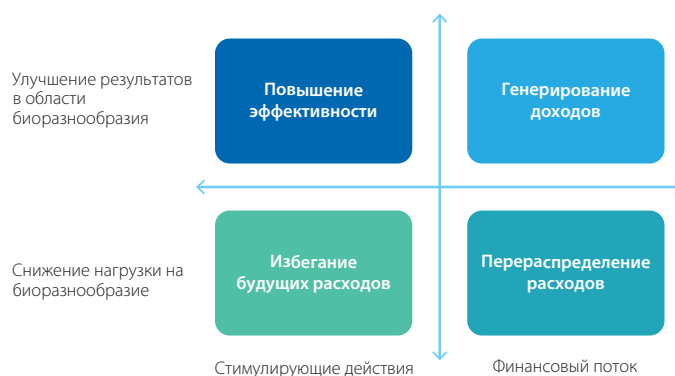 Улучшение результатов
в области
биоразнообразия
Повышение
эффективности
Генерирование
доходов
Снижение нагрузки на
биоразнообразие
Избегание
будущих расходов
Перераспределение
расходов
Стимулирующие действия
Финансовый поток